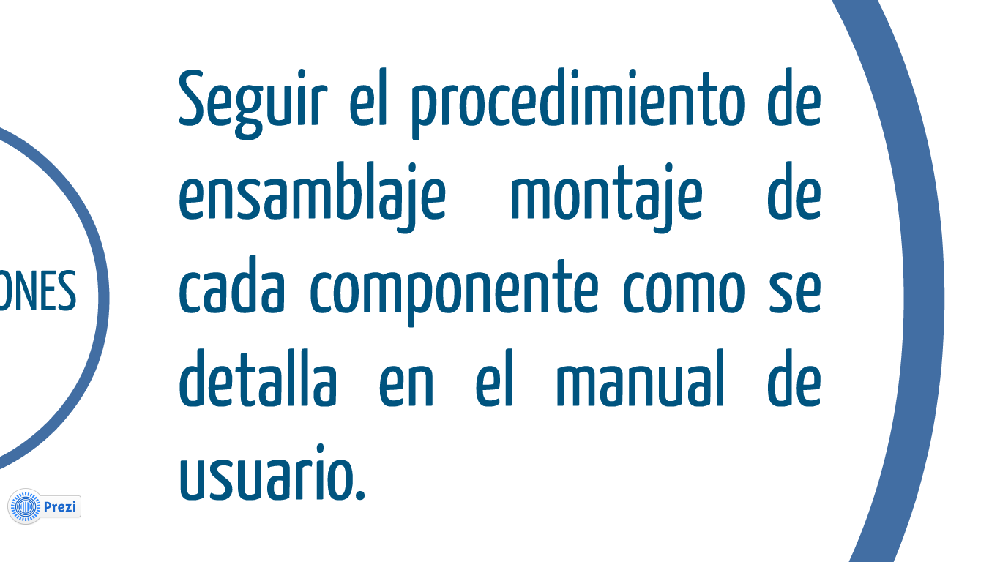 Seguir el procedimiento de
ensamblaje montaje de
cada componente como se
detalla en el manual de
usuario.
ONES
Prezi